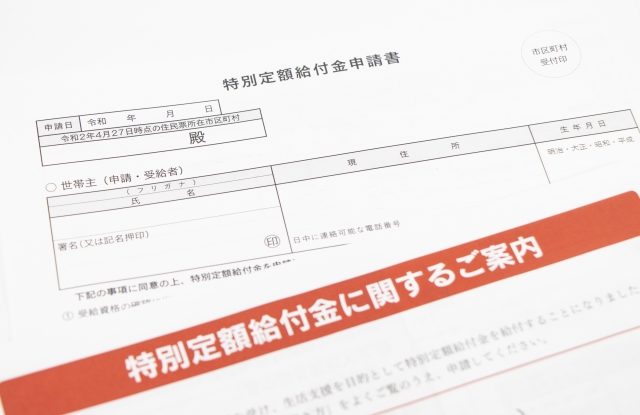 特別定額給付金申請書
市区町村
受付印
申請日 令和 年 月 日
令和2年4月27日時点の住民票所在市区町村
殿
○ 世帯主（申請・受給者）
（フリガナ）
氏 名
現 住 所
生年月日
明治・大正・昭和・平成
署名（又は記名押印）
印
日中に連絡可能な電話番号
下記の事項に同意の上、特別定額給付金を申請
① 受給資格の確認
特別定額給付金に関するご案内
け、生活支援を目的として特別定額給付金を給付することになりました
方」をよくご覧のうえ、申請してください。